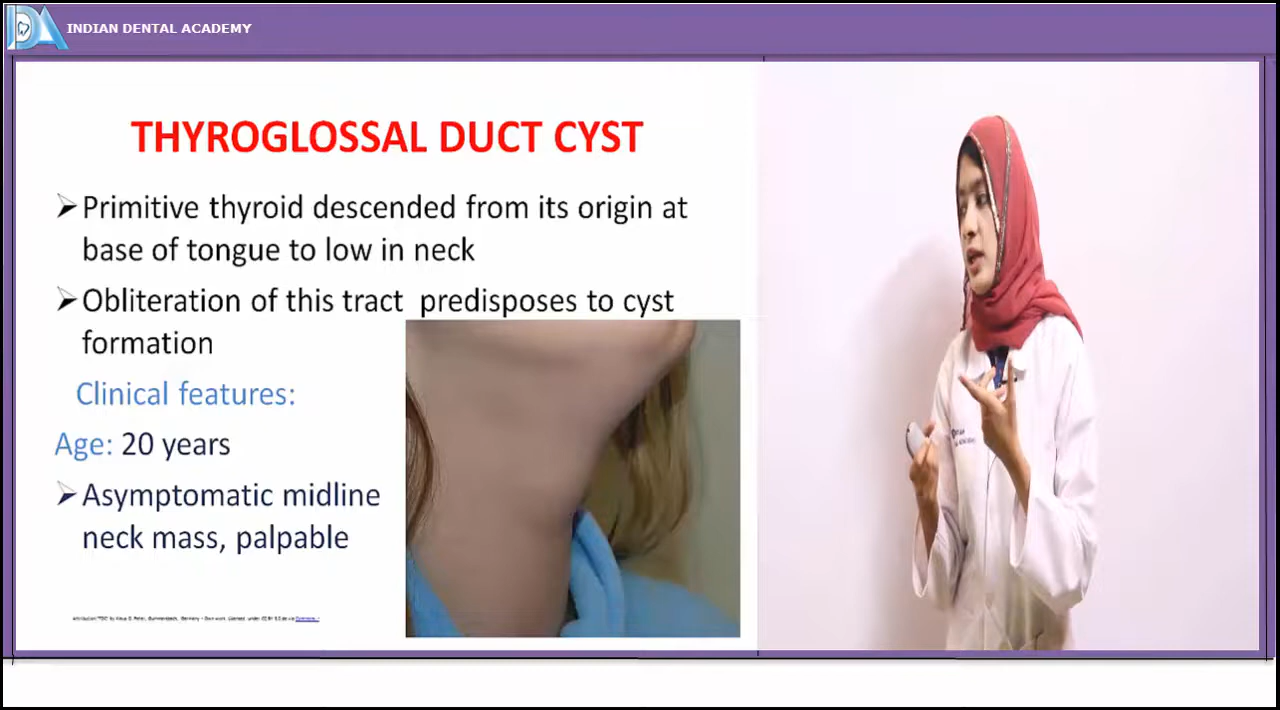 INDIAN DENTAL ACADEMY
THYROGLOSSAL DUCT CYST
Primitive thyroid descended from its origin at
base of tongue to low in neck
Obliteration of this tract predisposes to cyst
formation
Clinical features:
Age: 20 years
Asymptomatic midline
neck mass, palpable